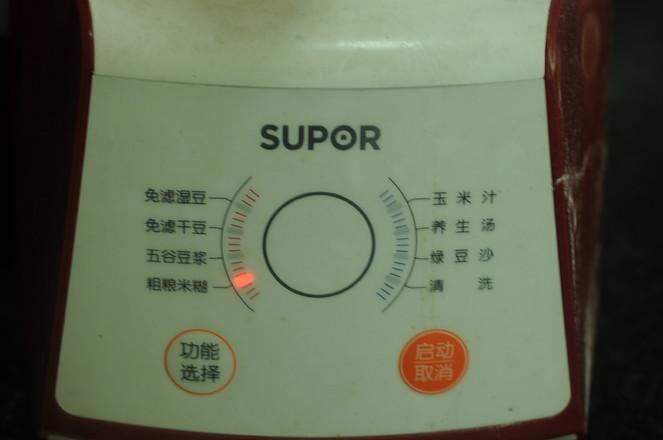 SUPOR
免滤湿豆
免滤干豆
五谷豆浆
粗粮米糊
玉米汁
养生汤
绿豆沙
清洗
功能
选择
启动
取消